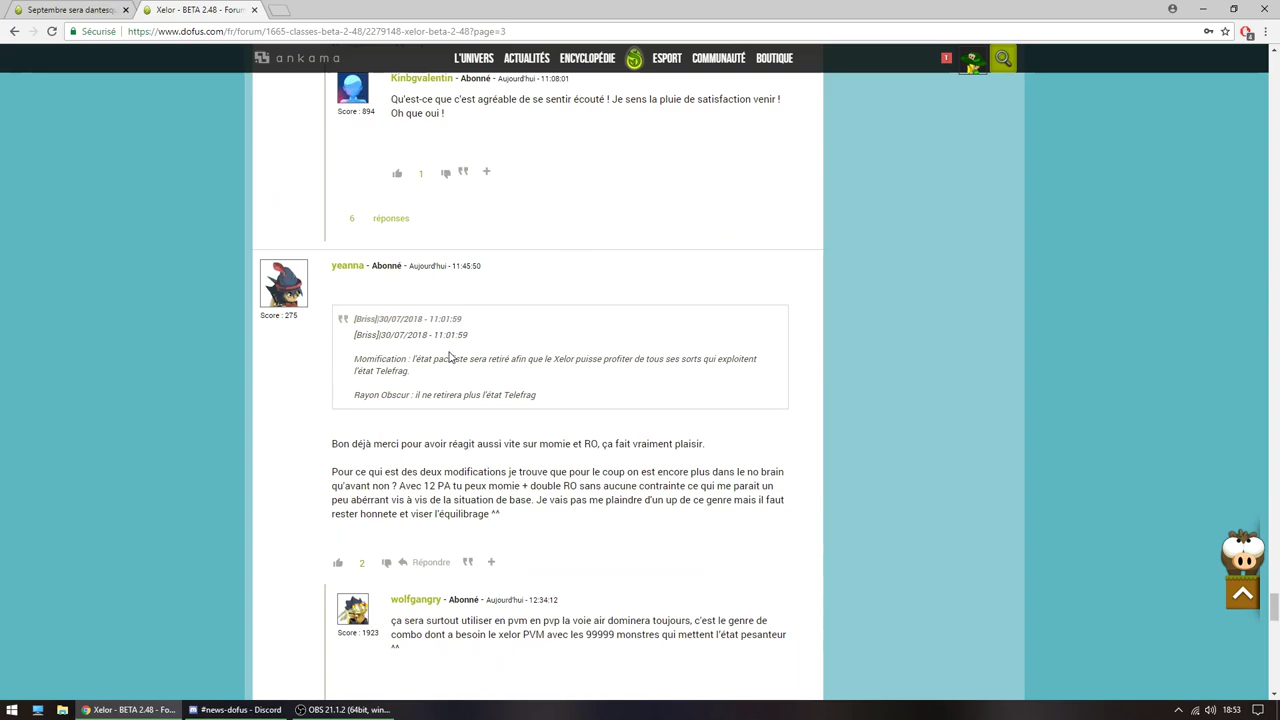 Septembre sera dantesq
Xelor - BETA 2.48 - Forum
Sécurisé
https://www.dofus.com/fr/forum/1665-classes-beta-2-48/2279148-xelor-beta-2-48?page=3
ankama
L'UNIVERS
ACTUALITÉS
ENCYCLOPÉDIE
ESPORT
COMMUNAUTÉ
BOUTIQUE
1
Kinbgvalentin - Abonné - Aujourd'hui - 11:08:01
Score : 894
Qu'est-ce que c'est agréable de se sentir écouté ! Je sens la pluie de satisfaction venir !
Oh que oui !
1
6 réponses
yeanna - Abonné - Aujourd'hui - 11:45:50
Score : 275
[Briss]|30/07/2018 - 11:01:59
[Briss]|30/07/2018 - 11:01:59
Momification : l'état pacifiste sera retiré afin que le Xelor puisse profiter de tous ses sorts qui exploitent
l'état Telefrag.
Rayon Obscur : il ne retirera plus l'état Telefrag
Bon déjà merci pour avoir réagit aussi vite sur momie et RO, ça fait vraiment plaisir.
Pour ce qui est des deux modifications je trouve que pour le coup on est encore plus dans le no brain
qu'avant non ? Avec 12 PA tu peux momie + double RO sans aucune contrainte ce qui me parait un
peu abérrant vis à vis de la situation de base. Je vais pas me plaindre d'un up de ce genre mais il faut
rester honnete et viser l'équilibrage ^^
2
Répondre
wolfgangry - Abonné - Aujourd'hui - 12:34:12
Score : 1923
ça sera surtout utiliser en pvm en pvp la voie air dominera toujours, c'est le genre de
combo dont a besoin le xelor PVM avec les 99999 monstres qui mettent l'état pesanteur
^^
Xelor - BETA 2.48 - Fo...
#news-dofus - Discord
OBS 21.1.2 (64bit, win...
18:53